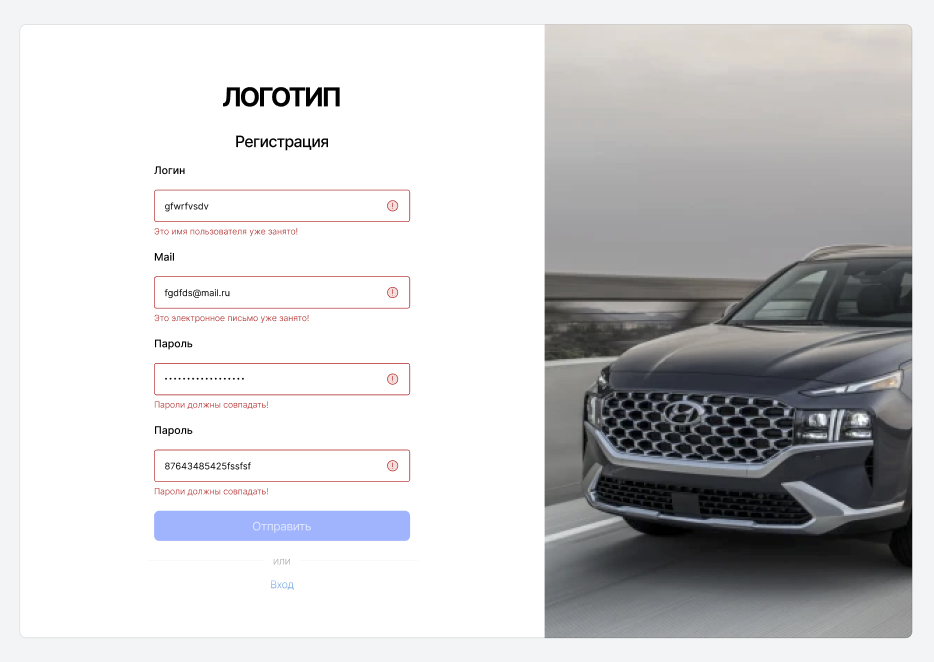 ЛОГОТИП
Регистрация
Логин
gfwrfvsdv
Это имя пользователя уже занято!
Mail
fgdfds@mail.ru
Это электронное письмо уже занято!
Пароль
••••••••••••••••••
Пароли должны совпадать!
Пароль
87643485425fssfsf
Пароли должны совпадать!
Отправить
или
Вход